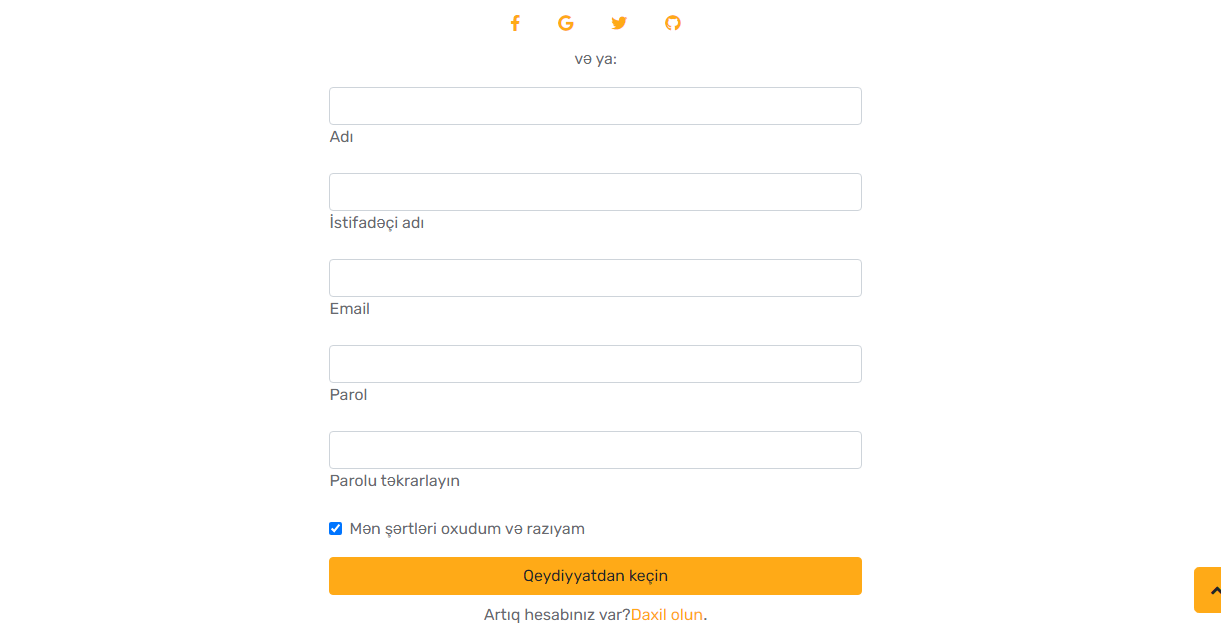 və ya:
Adı
İstifadəçi adı
Email
Parol
Parolu təkrarlayın
Mən şərtləri oxudum və razıyam
Qeydiyyatdan keçin
Artıq hesabınız var?Daxil olun.